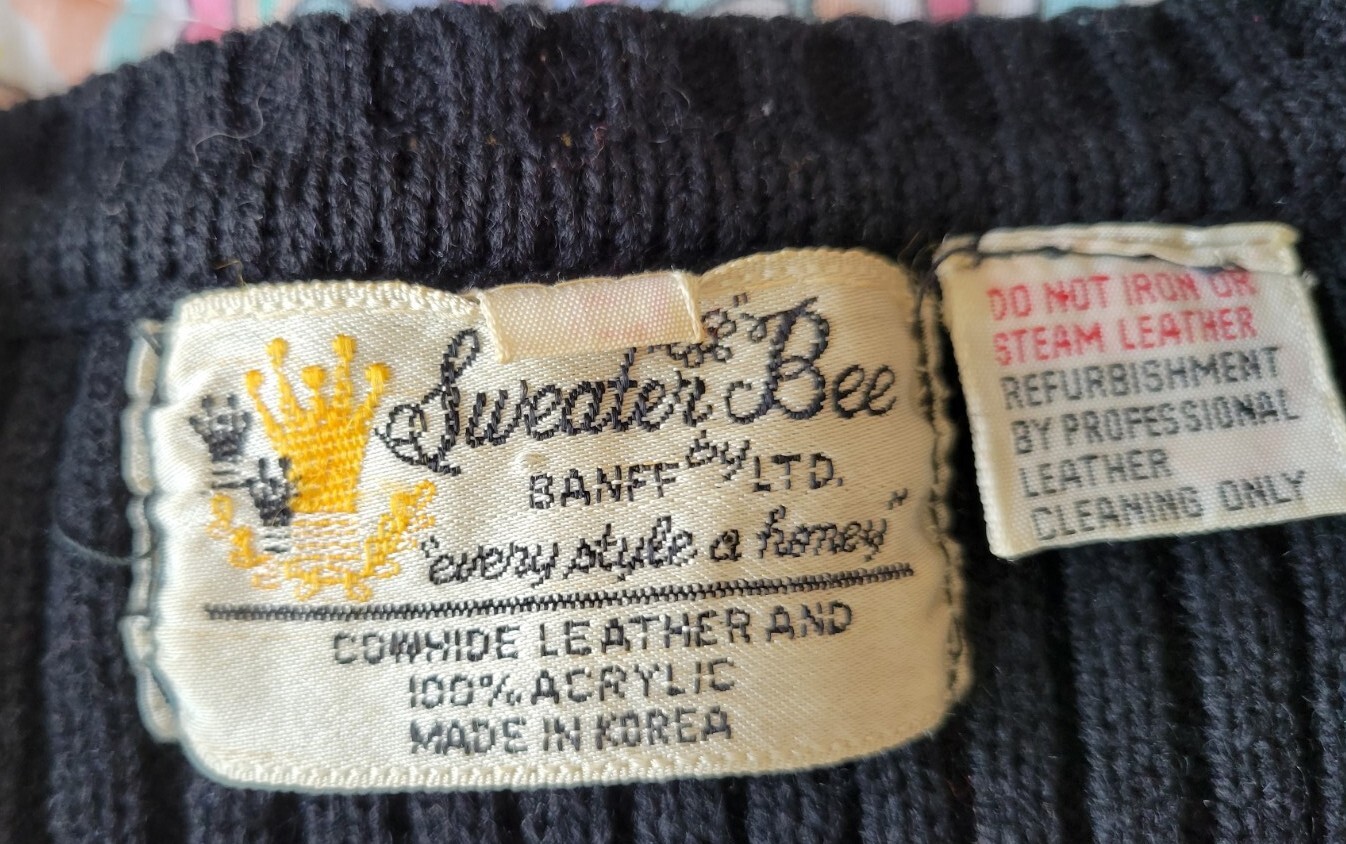 Sweater Bee
by
BANFF LTD.
"every style a honey"
COWHIDE LEATHER AND
100% ACRYLIC
MADE IN KOREA
DO NOT IRON OR
STEAM LEATHER
REFURBISHMENT
BY PROFESSIONAL
LEATHER
CLEANING ONLY